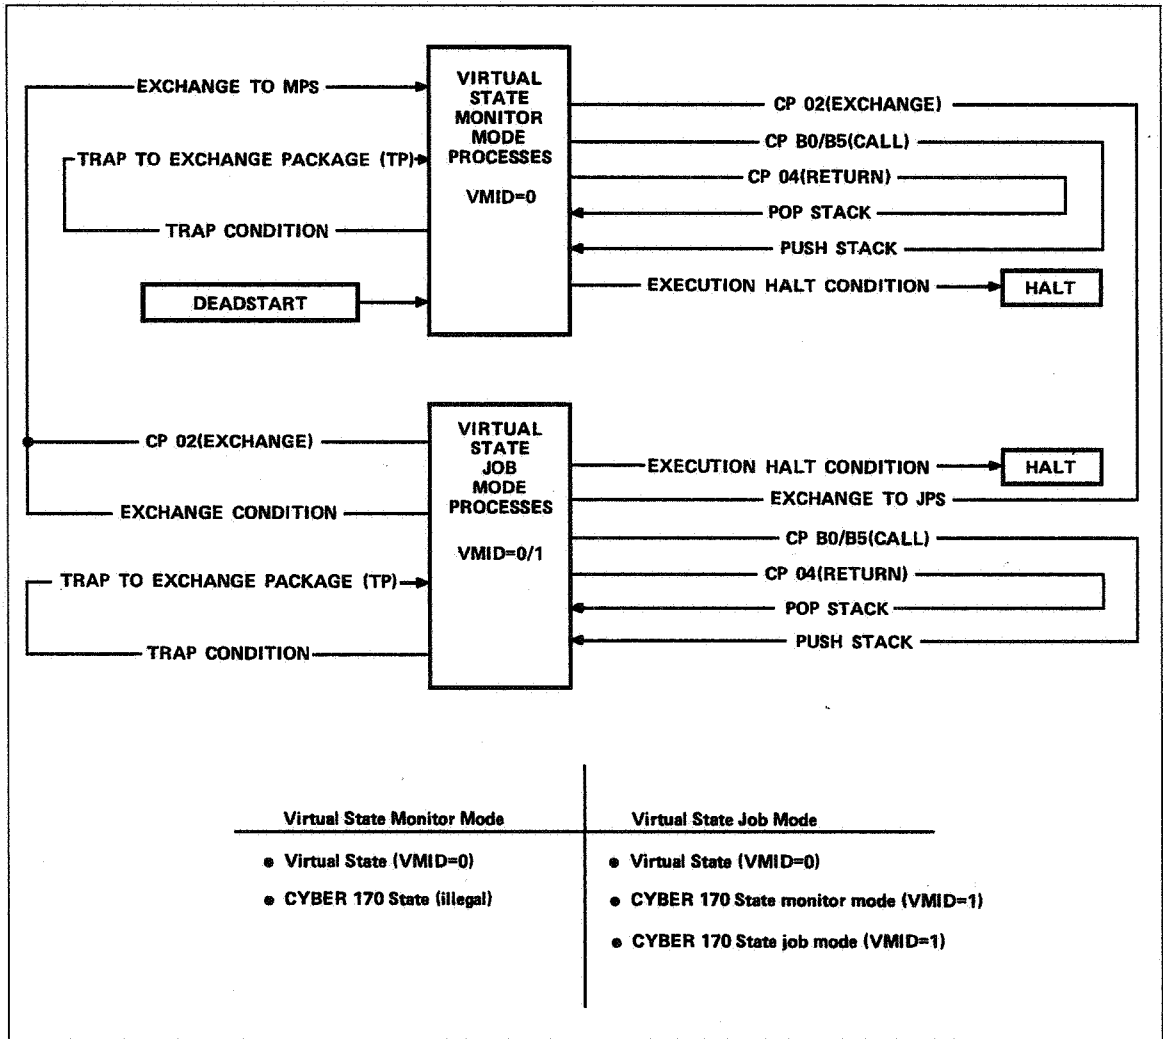 EXCHANGE TO MPS
TRAP TO EXCHANGE PACKAGE (TP)
TRAP CONDITION
DEADSTART
VIRTUAL
STATE
MONITOR
MODE
PROCESSES
VMID=0
CP 02(EXCHANGE)
CP B0/B5(CALL)
CP 04(RETURN)
POP STACK
PUSH STACK
EXECUTION HALT CONDITION
HALT
CP 02(EXCHANGE)
EXCHANGE CONDITION
TRAP TO EXCHANGE PACKAGE (TP)
TRAP CONDITION
VIRTUAL
STATE
JOB
MODE
PROCESSES
VMID=0/1
EXECUTION HALT CONDITION
HALT
EXCHANGE TO JPS
CP B0/B5(CALL)
CP 04(RETURN)
POP STACK
PUSH STACK
Virtual State Monitor Mode
● Virtual State (VMID=0)
● CYBER 170 State (illegal)
Virtual State Job Mode
● Virtual State (VMID=0)
● CYBER 170 State monitor mode (VMID=1)
● CYBER 170 State job mode (VMID=1)